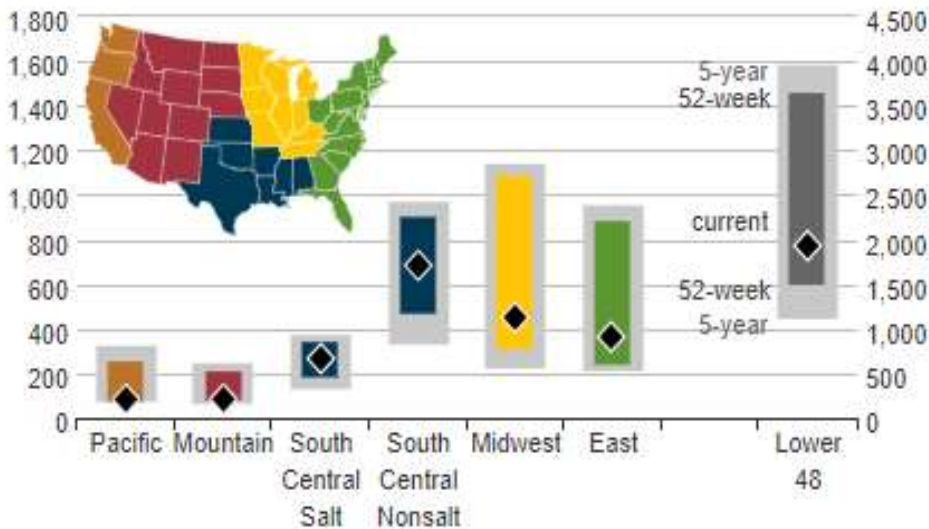 1,800
1,600
1,400
1,200
1,000
800
600
400
200
0
4,500
4,000
3,500
3,000
2,500
2,000
1,500
1,000
500
0
5-year
52-week
current
52-week
5-year
Pacific
Mountain
South
Central
Salt
South
Central
Nonsalt
Midwest
East
Lower
48